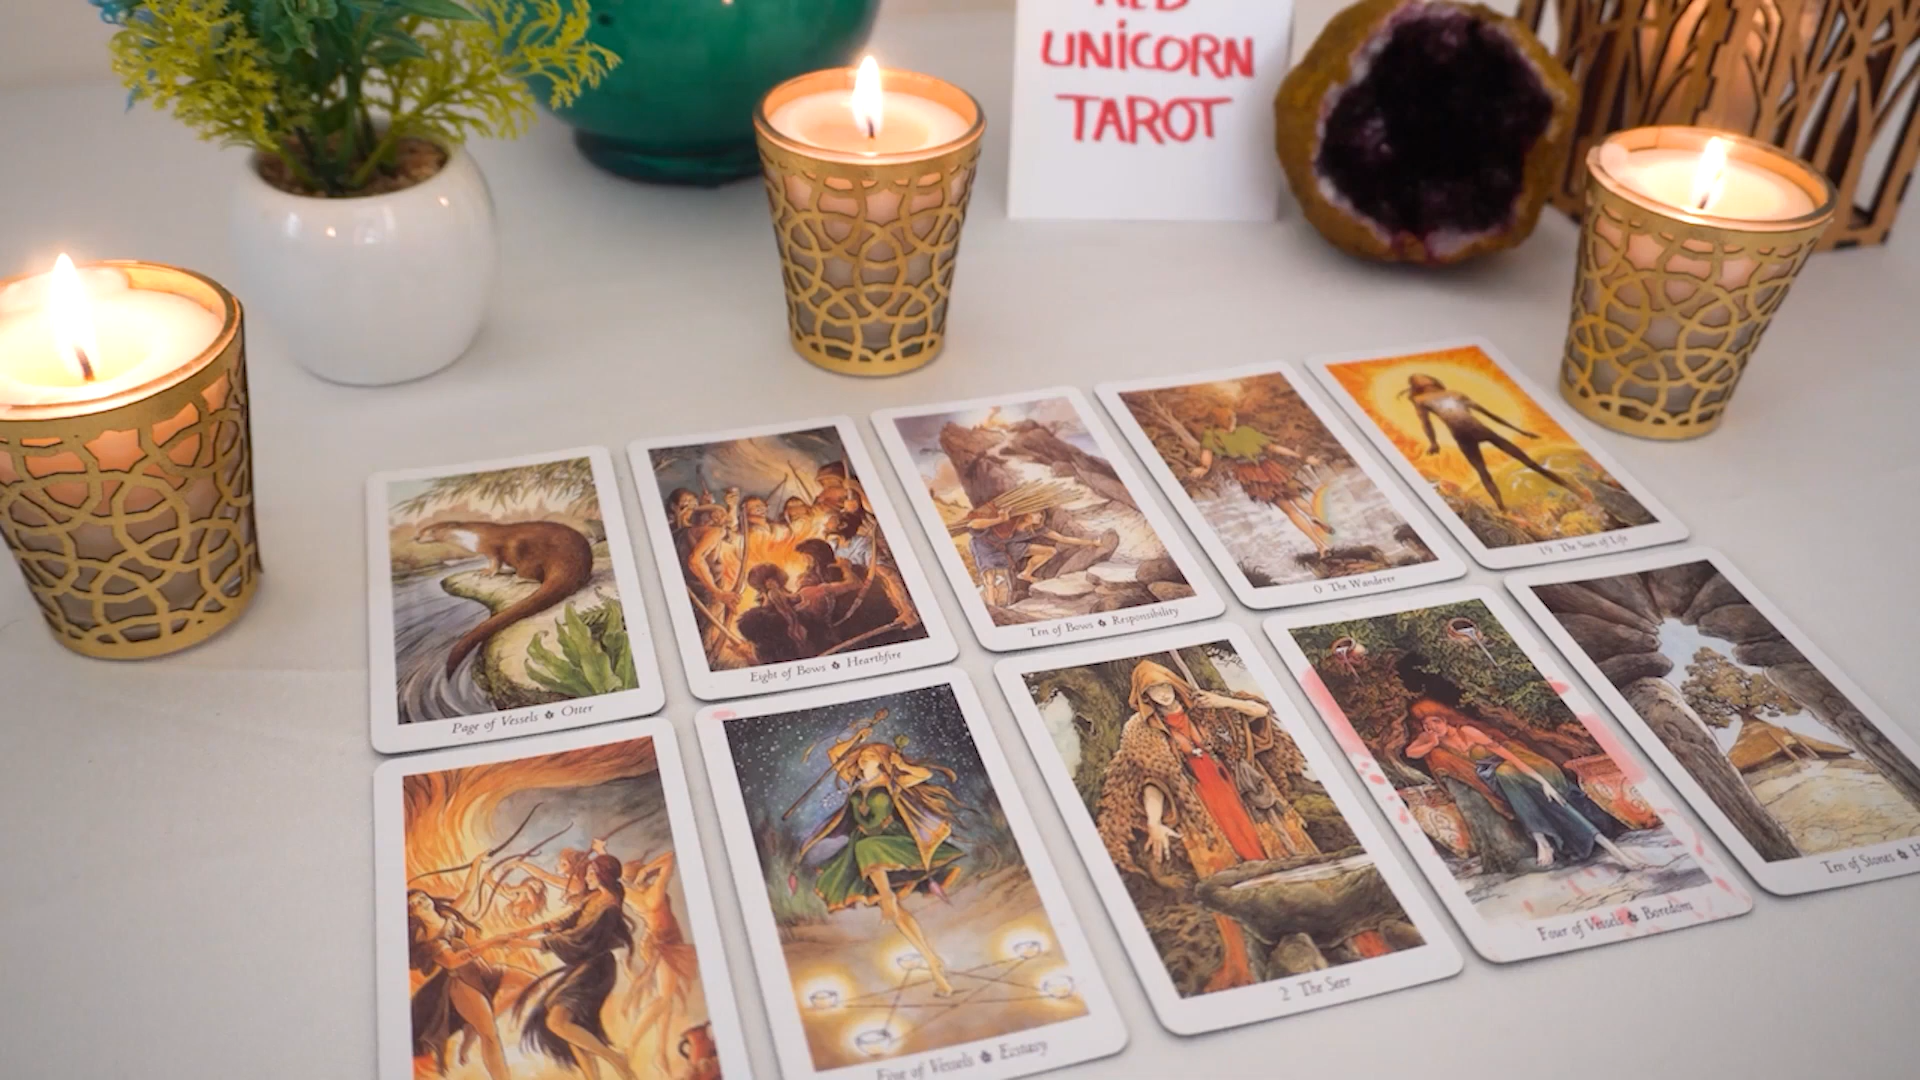 RED
UNICORN
TAROT
Page of Vessels Otter
Eight of Bows Hearthfire
Ten of Bows Responsibility
0 The Wanderer
19 The Sun of Life
Five of Vessels Ecstasy
2 The Seer
Four of Vessels Boredom
Ten of Stones